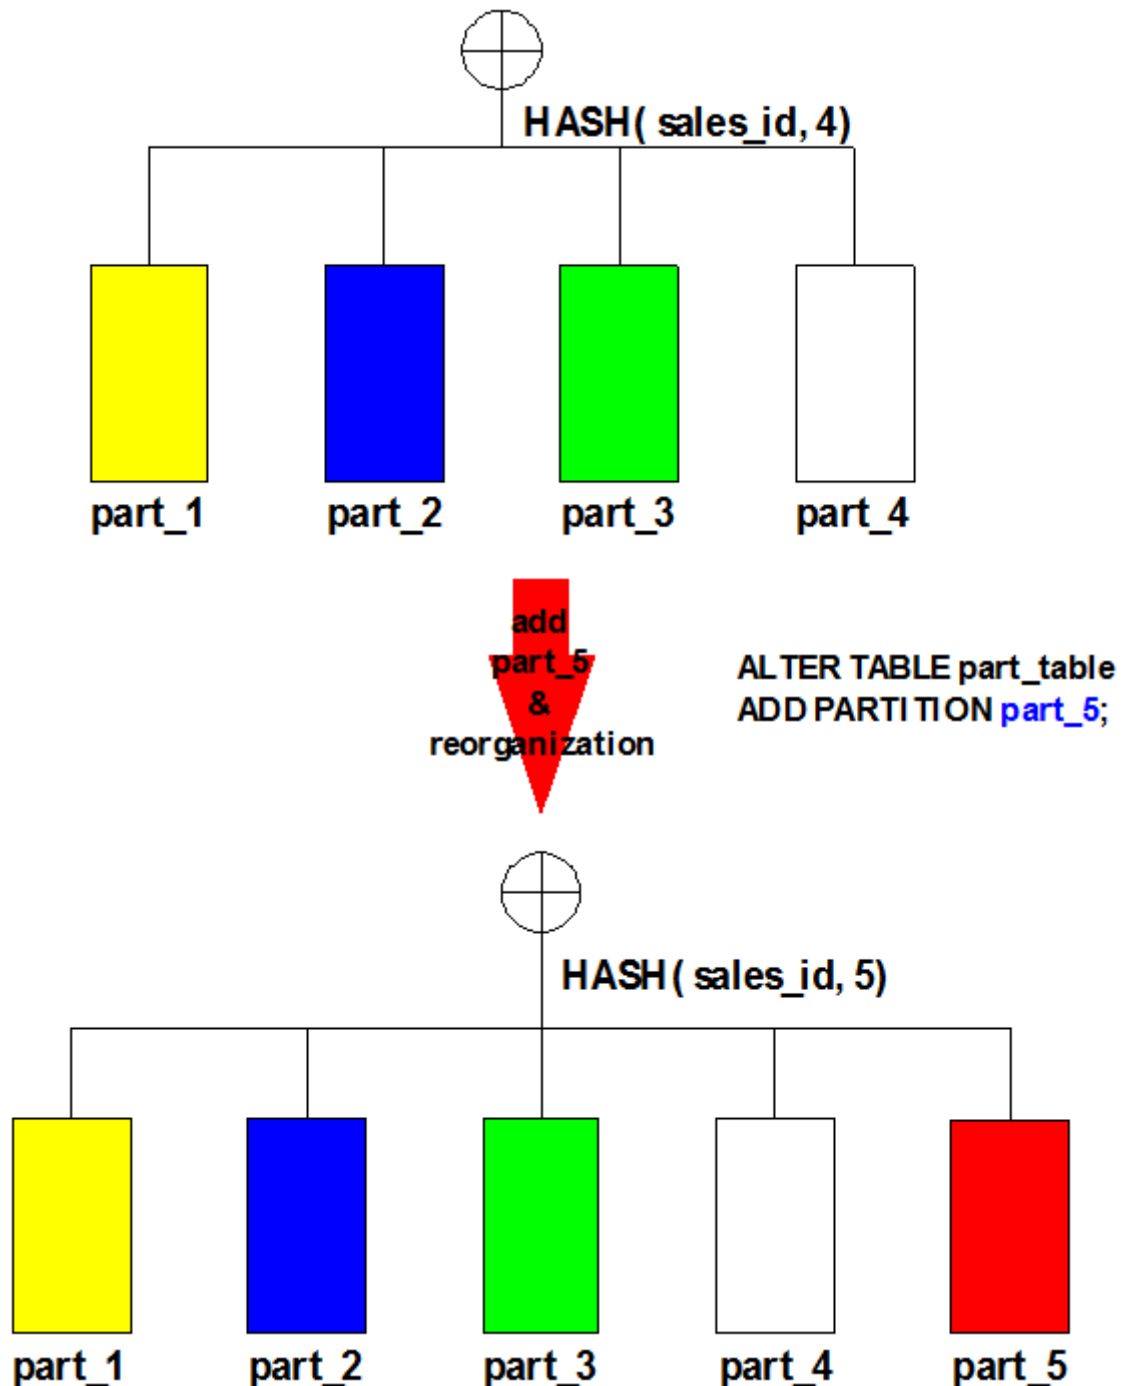 HASH( sales_id, 4)
part_1 part_2 part_3 part_4
add
part_5
&
reorganization
ALTER TABLE part_table
ADD PARTITION part_5;
HASH( sales_id, 5)
part_1 part_2 part_3 part_4 part_5